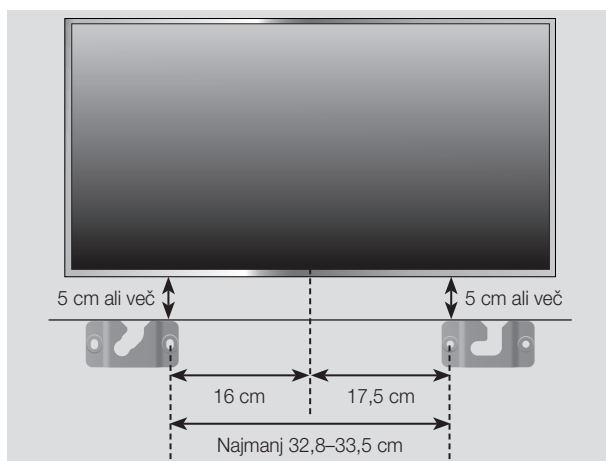 5 cm ali več
5 cm ali več
16 cm
17,5 cm
Najmanj 32,8–33,5 cm